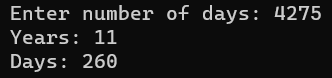 Enter number of days: 4275
Years: 11
Days: 260